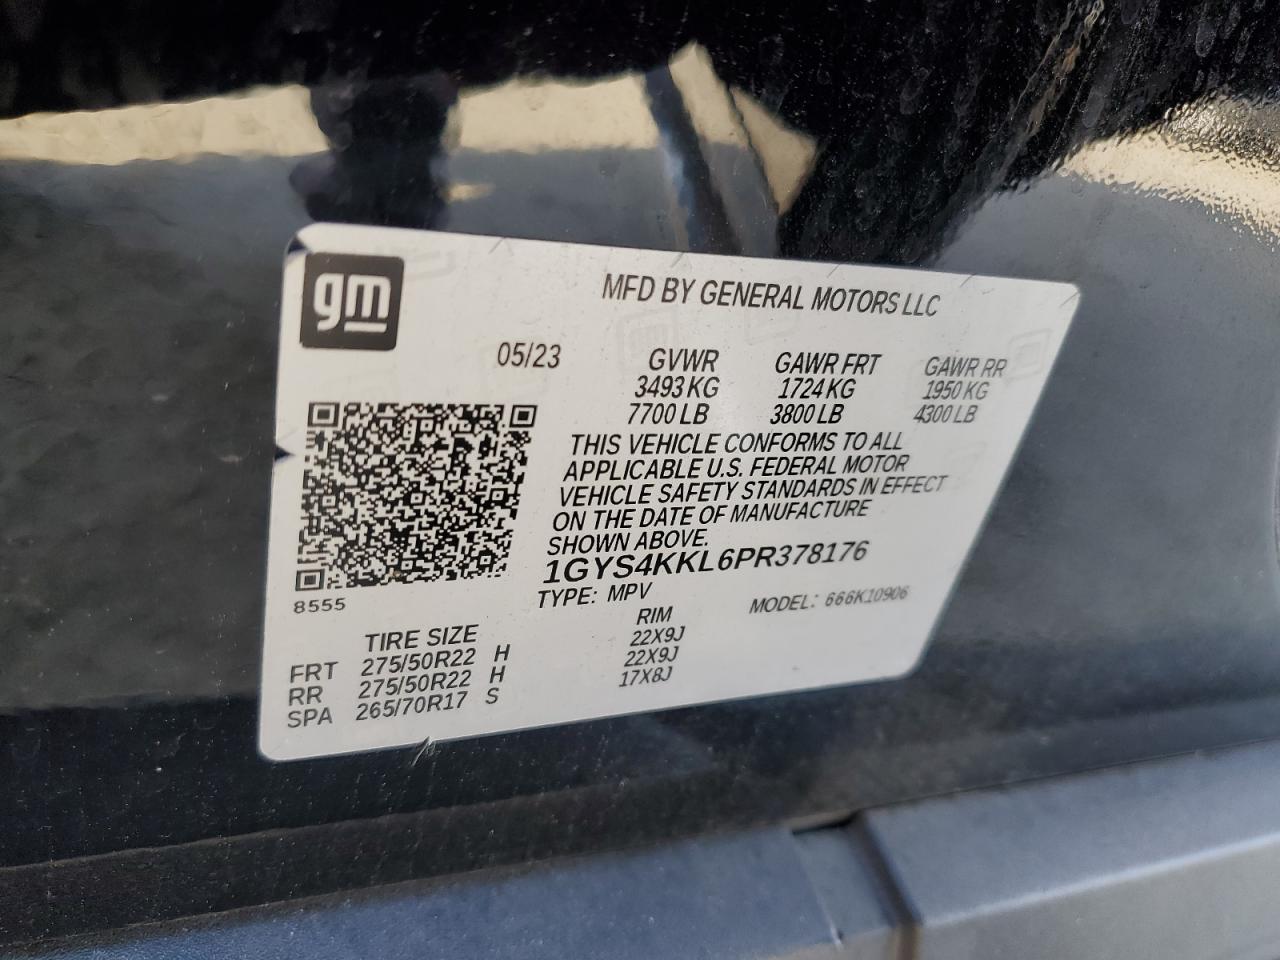 gm
MFD BY GENERAL MOTORS LLC
05/23 GVWR GAWR FRT GAWR RR
3493 KG 1724 KG 1950 KG
7700 LB 3800 LB 4300 LB
THIS VEHICLE CONFORMS TO ALL
APPLICABLE U.S. FEDERAL MOTOR
VEHICLE SAFETY STANDARDS IN EFFECT
ON THE DATE OF MANUFACTURE
SHOWN ABOVE.
1GYS4KKL6PR378176
8555
TYPE: MPV MODEL: 666K10906
TIRE SIZE RIM
FRT 275/50R22 H 22X9J
RR 275/50R22 H 22X9J
SPA 265/70R17 S 17X8J